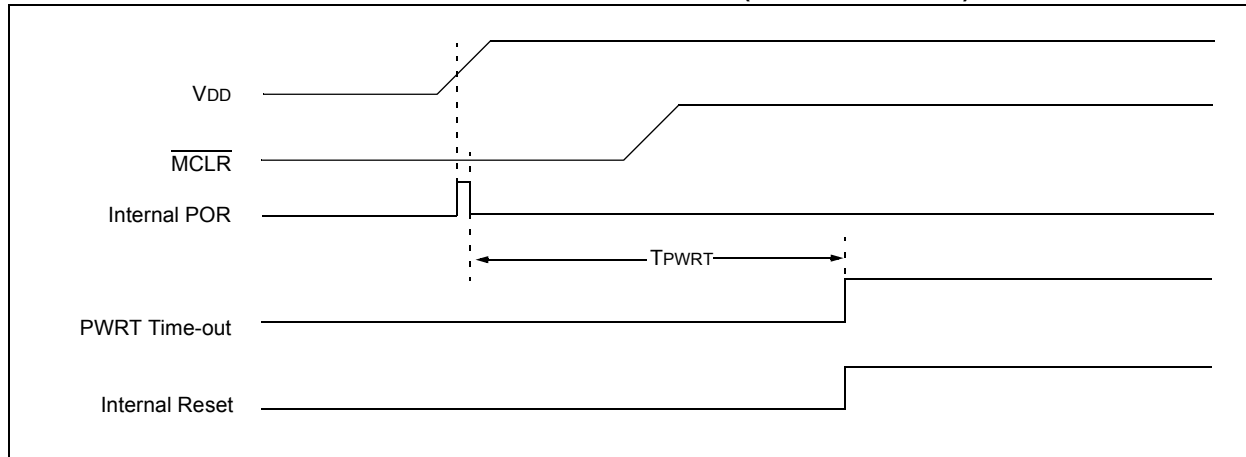 VDD
MCLR
Internal POR
TPWRT
PWRT Time-out
Internal Reset